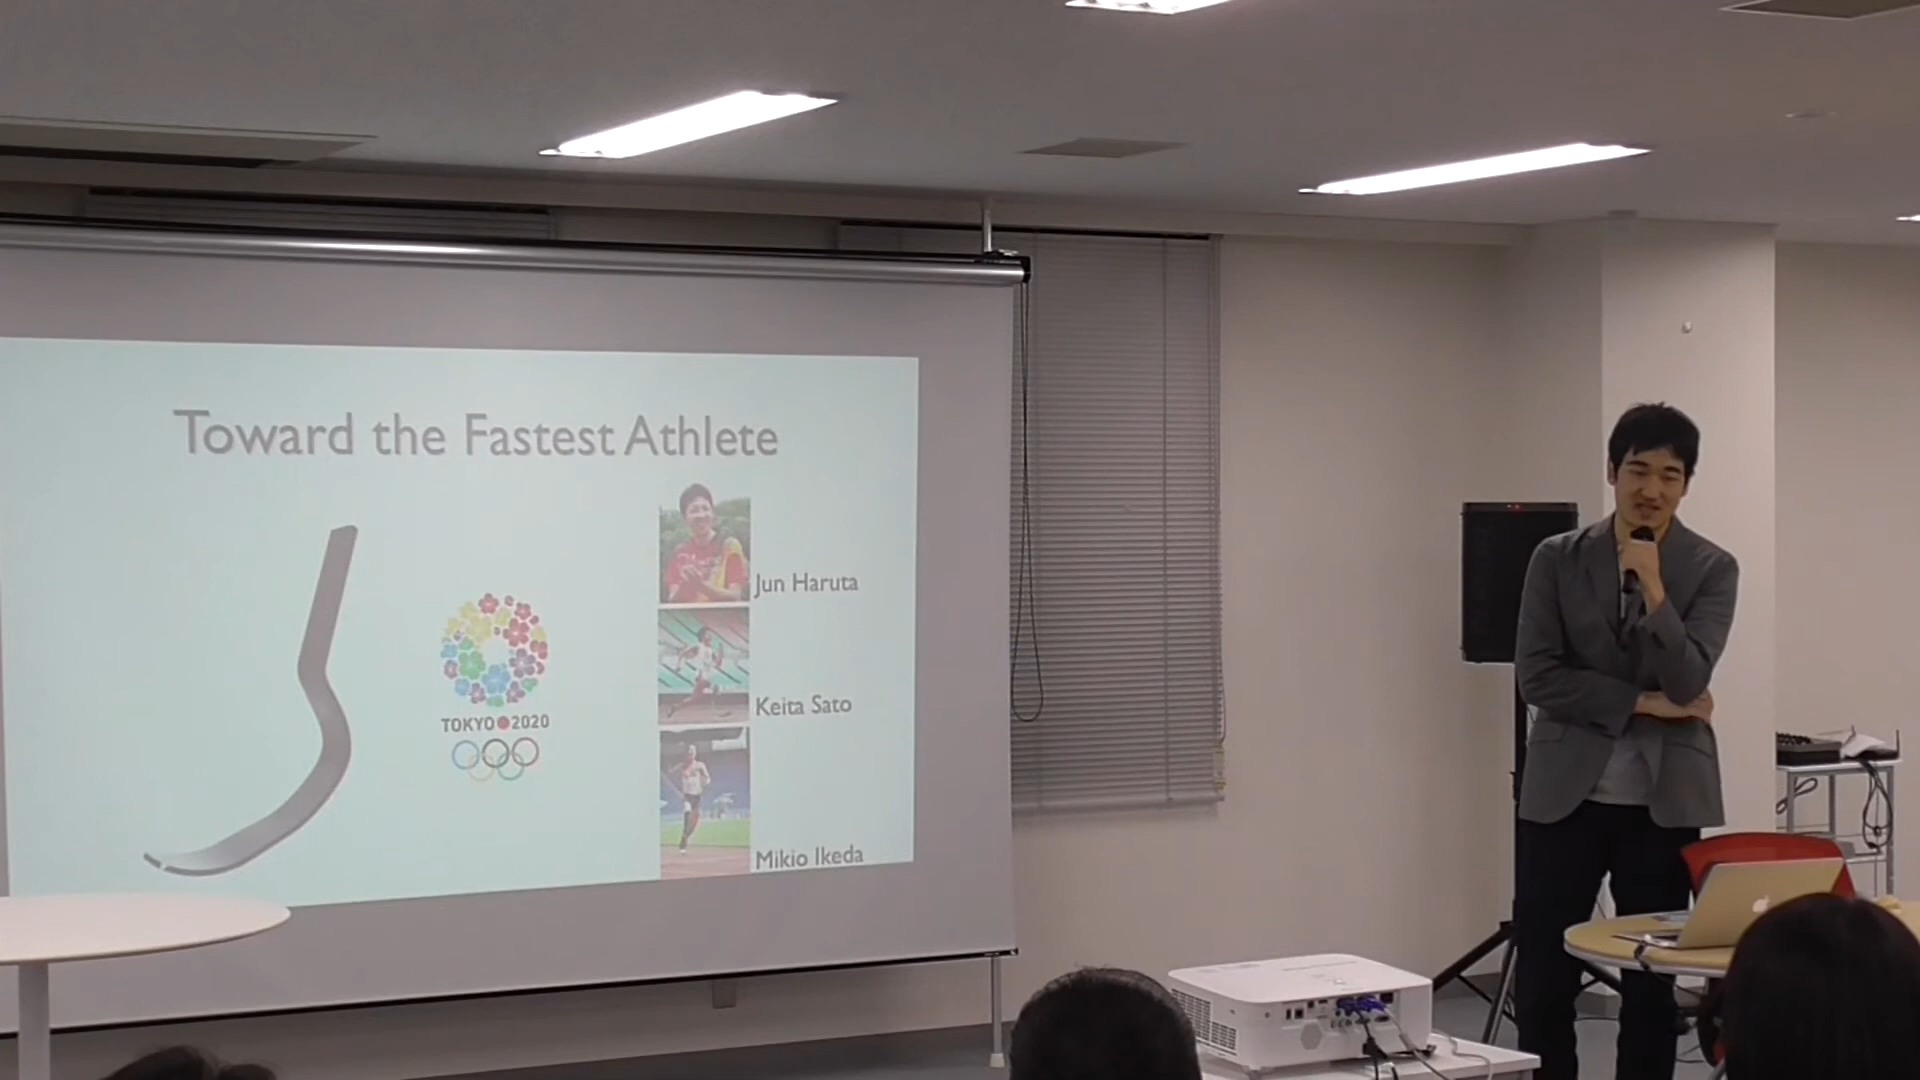 Toward the Fastest Athlete
Jun Haruta
TOKYO 2020
Keita Sato
Mikio Ikeda